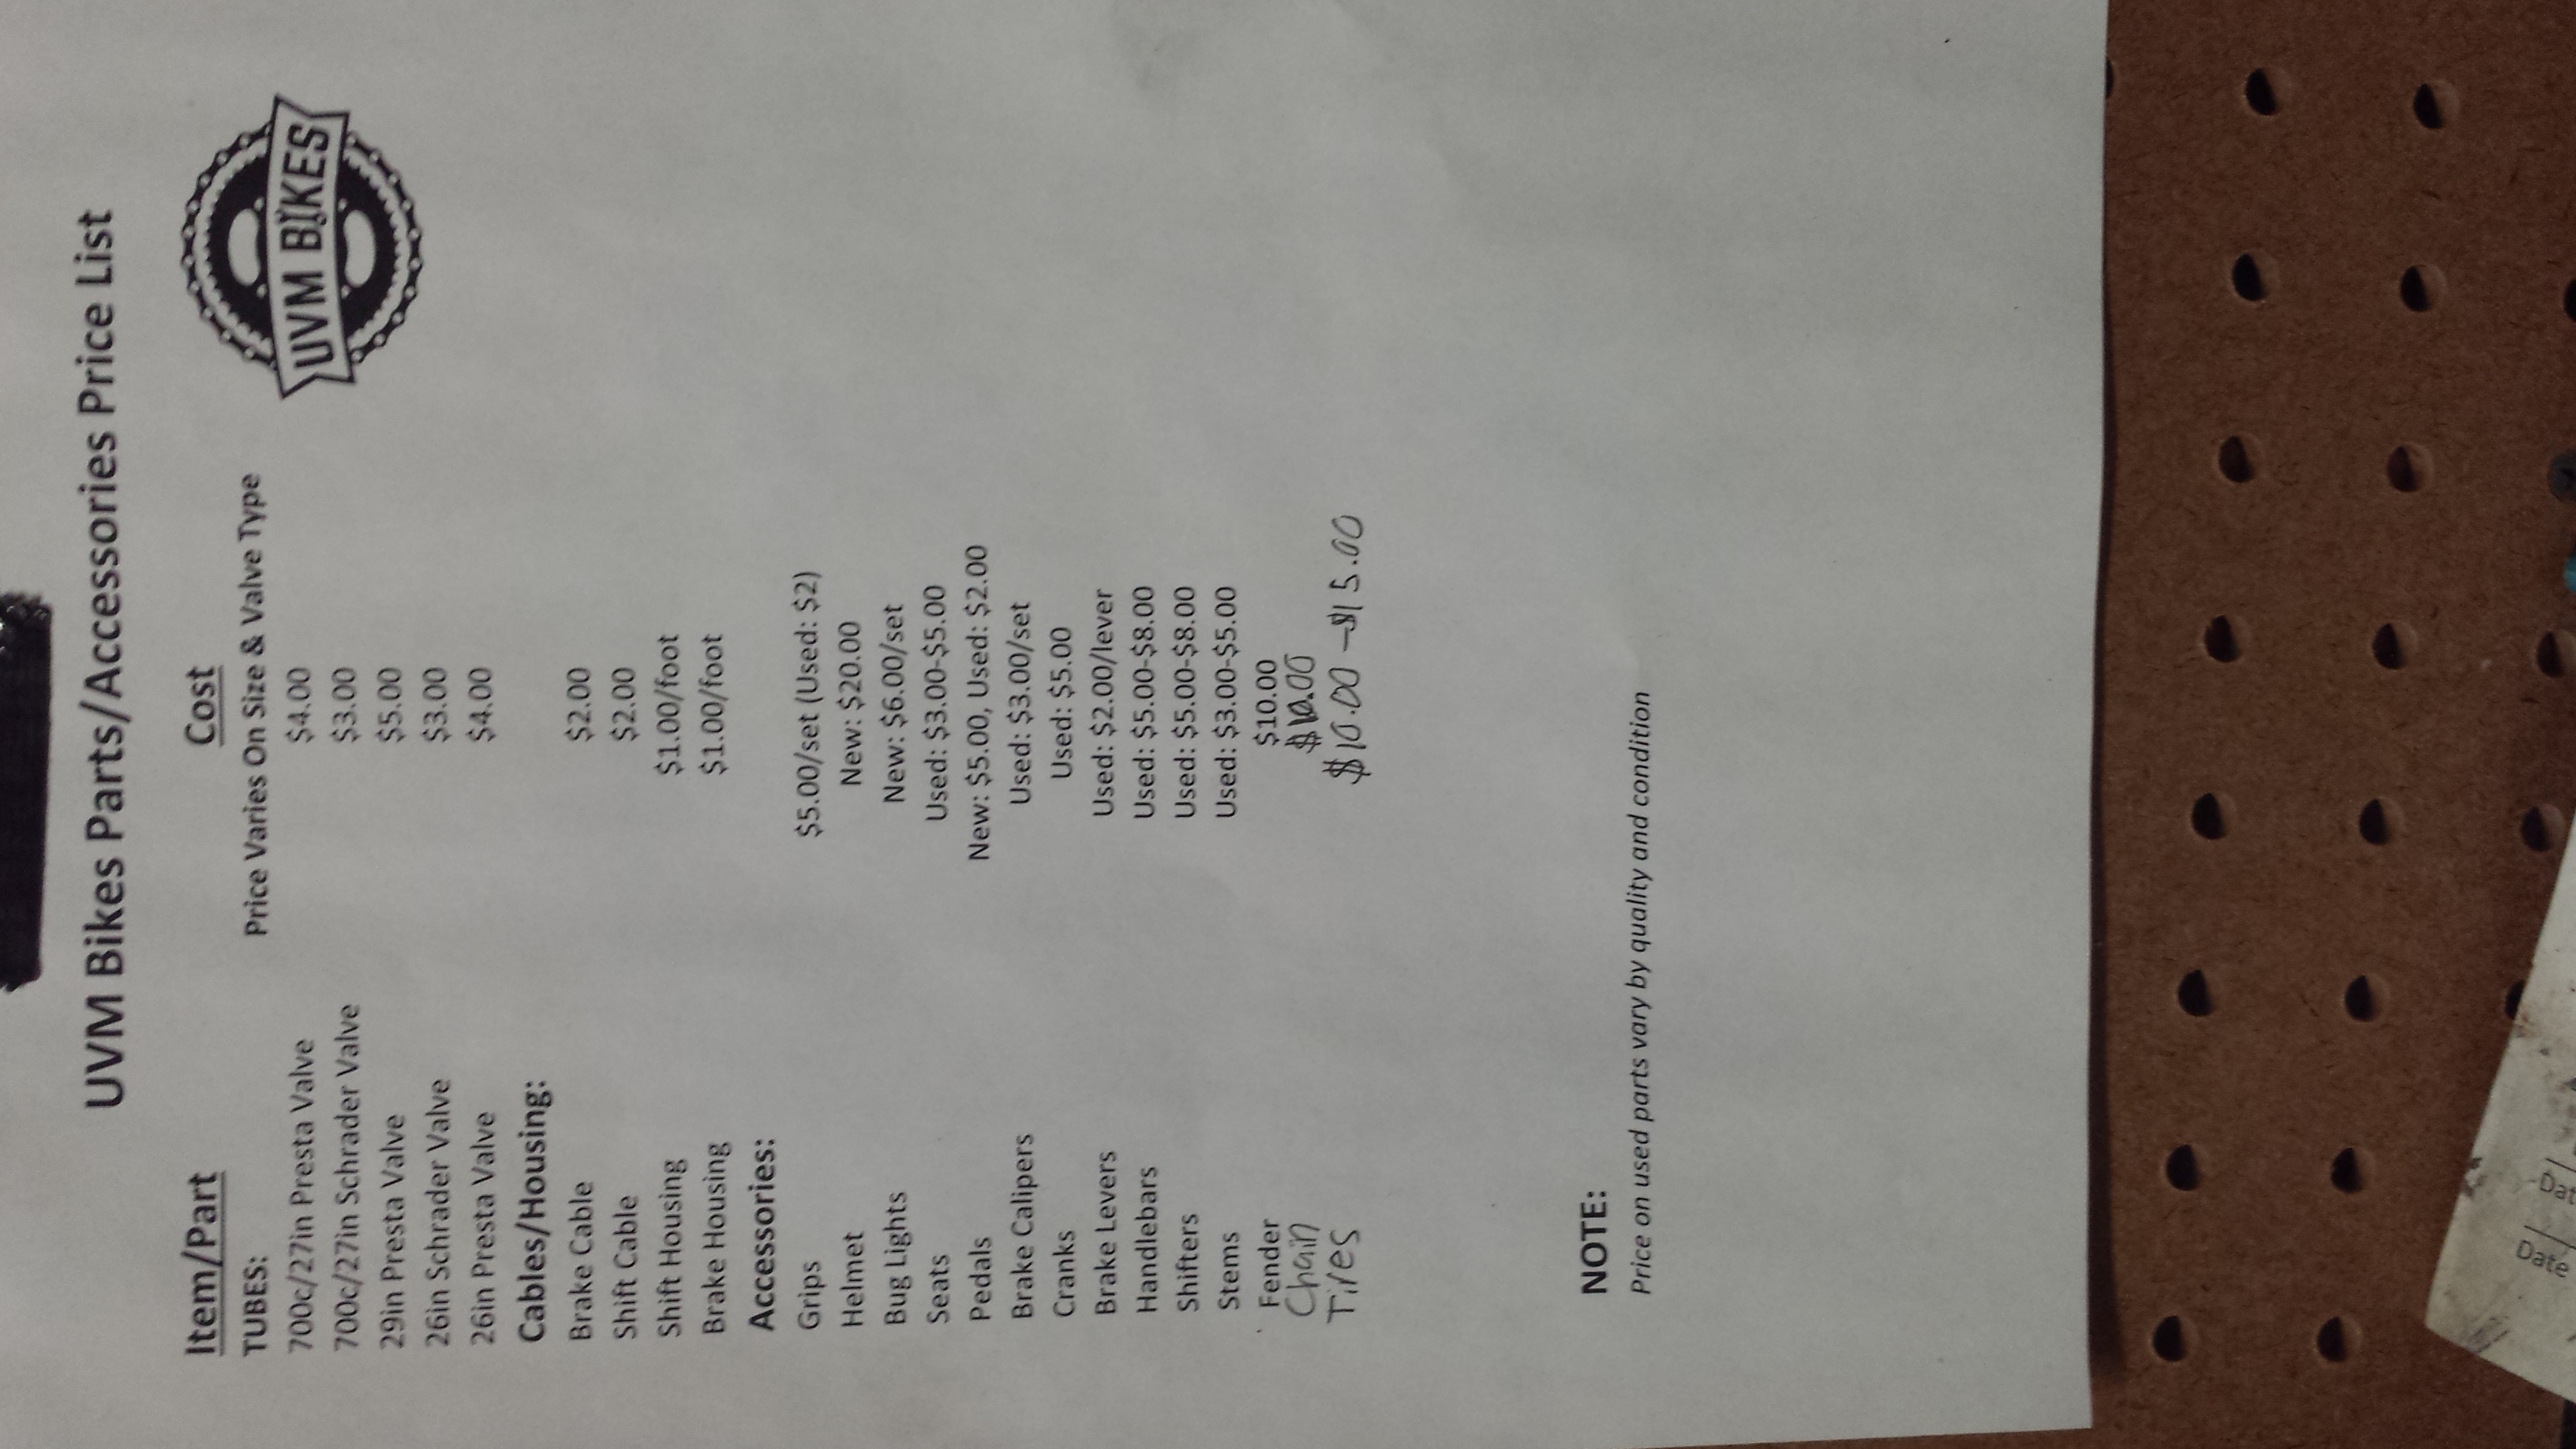 UVM Bikes Parts/Accessories Price List
Item/Part Cost
TUBES: Price Varies On Size & Valve Type
700c/27in Presta Valve $4.00
700c/27in Schrader Valve $3.00
29in Presta Valve $5.00
26in Schrader Valve $3.00
26in Presta Valve $4.00
UVM BIKES
Cables/Housing:
Brake Cable $2.00
Shift Cable $2.00
Shift Housing $1.00/foot
Brake Housing $1.00/foot
Accessories:
Grips $5.00/set (Used: $2)
Helmet New: $20.00
Bug Lights New: $6.00/set
Seats Used: $3.00-$5.00
Pedals New: $5.00, Used: $2.00
Brake Calipers Used: $3.00/set
Cranks Used: $5.00
Brake Levers Used: $2.00/lever
Handlebars Used: $5.00-$8.00
Shifters Used: $5.00-$8.00
Stems Used: $3.00-$5.00
Fender $10.00
Chain $10.00
Tires $10.00 -$15.00
NOTE:
Price on used parts vary by quality and condition
Date